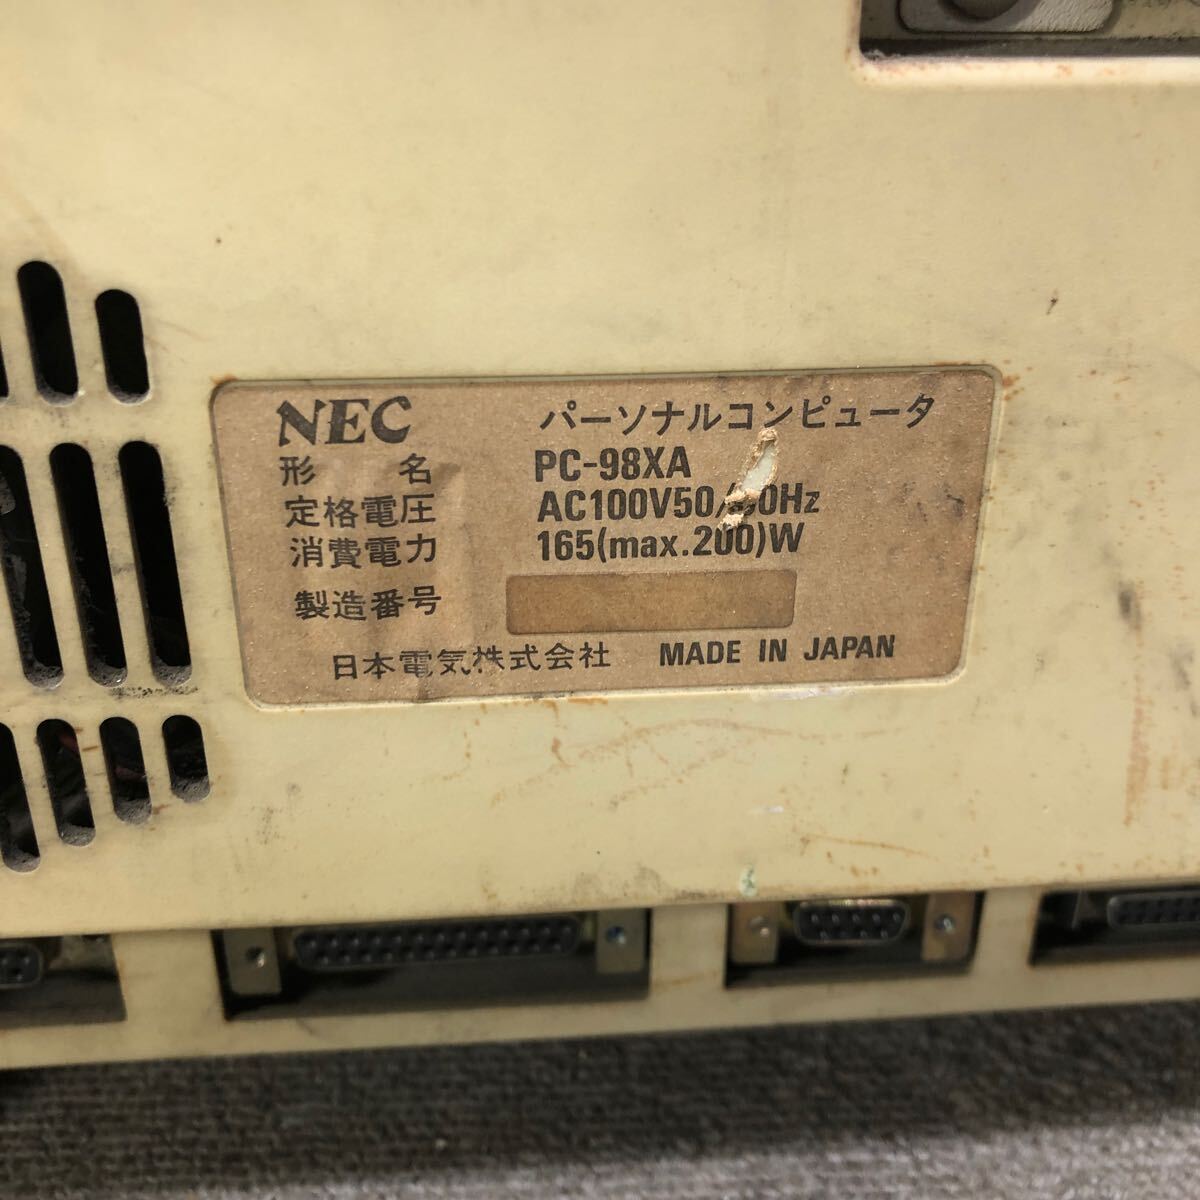 NEC パーソナルコンピュータ
形 名 PC-98XA
定格電圧 AC100V50/60Hz
消費電力 165(max.200)W
製造番号
日本電気株式会社 MADE IN JAPAN